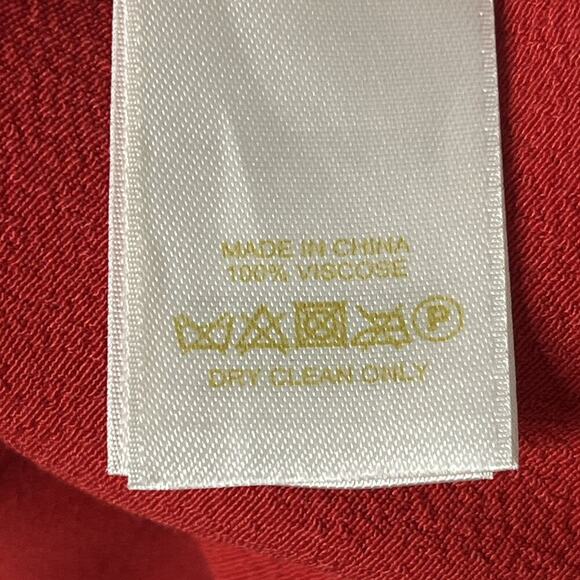 MADE IN CHINA
100% VISCOSE
P
DRY CLEAN ONLY